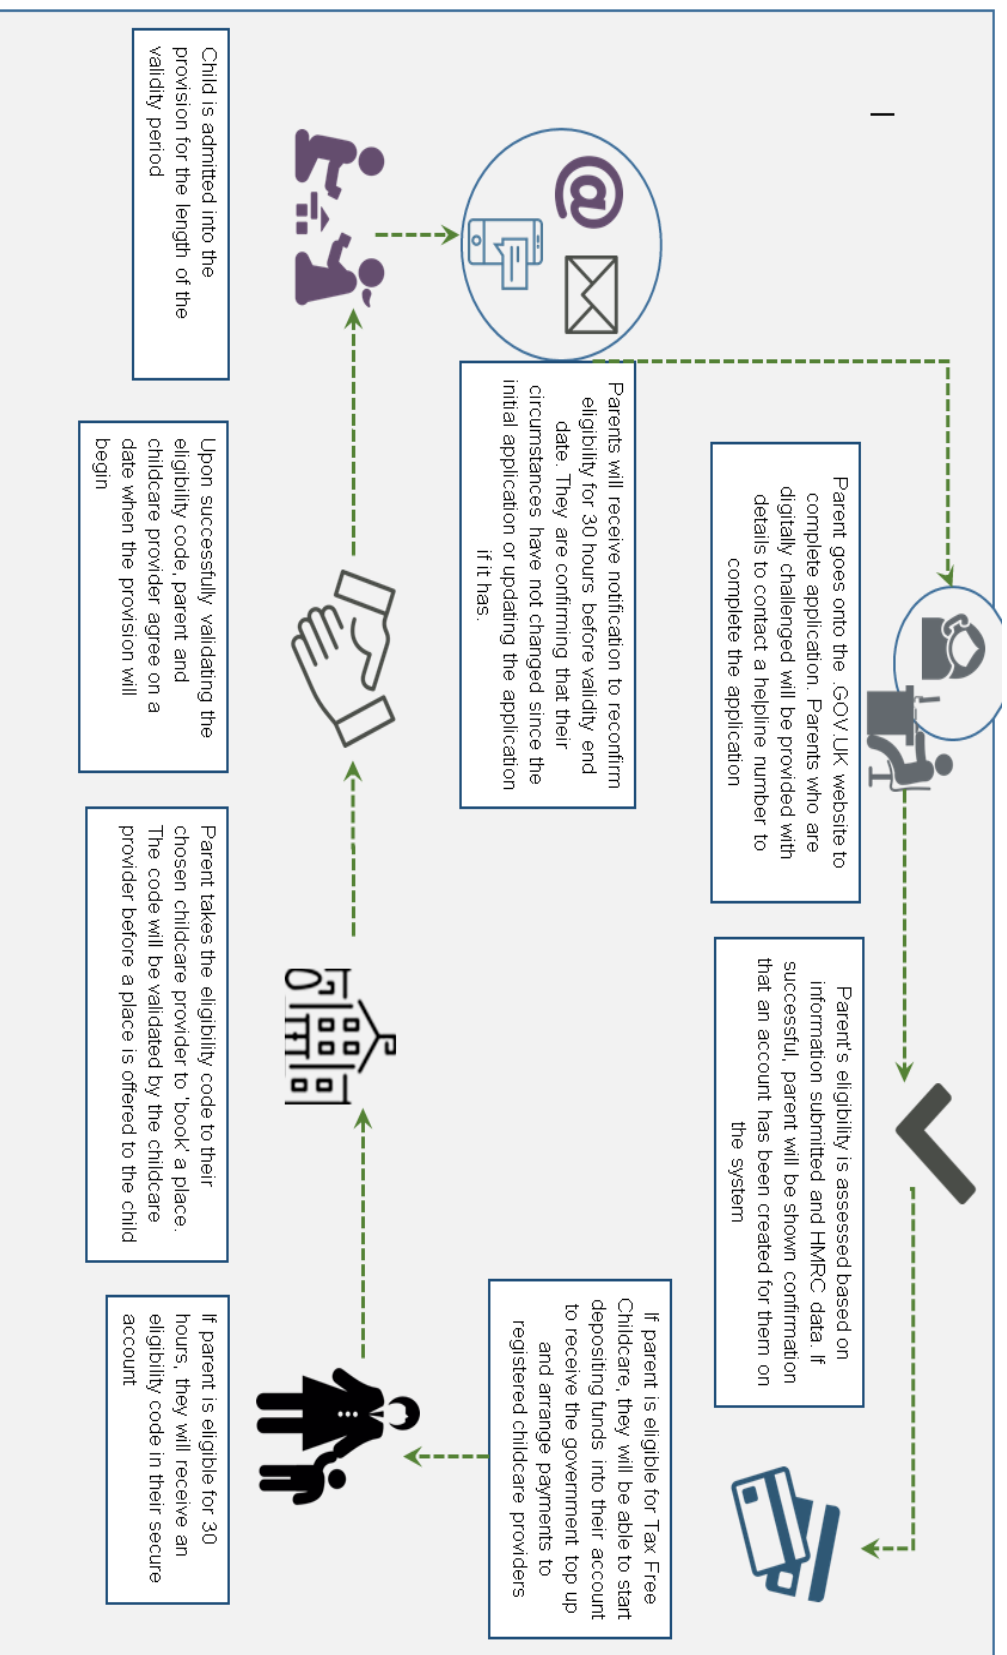 Parent goes onto the .GOV.UK website to
complete application. Parents who are
digitally challenged will be provided with
details to contact a helpline number to
complete the application
Parent's eligibility is assessed based on
information submitted and HMRC data. If
successful, parent will be shown confirmation
that an account has been created for them on
the system
If parent is eligible for Tax Free
Childcare, they will be able to start
depositing funds into their account
to receive the government top up
and arrange payments to
registered childcare providers
If parent is eligible for 30
hours, they will receive an
eligibility code in their secure
account
Parent takes the eligibility code to their
chosen childcare provider to 'book' a place.
The code will be validated by the childcare
provider before a place is offered to the child
Upon successfully validating the
eligibility code, parent and
childcare provider agree on a
date when the provision will
begin
Child is admitted into the
provision for the length of the
validity period
@
Parents will receive notification to reconfirm
eligibility for 30 hours before validity end
date. They are confirming that their
circumstances have not changed since the
initial application or updating the application
if it has.